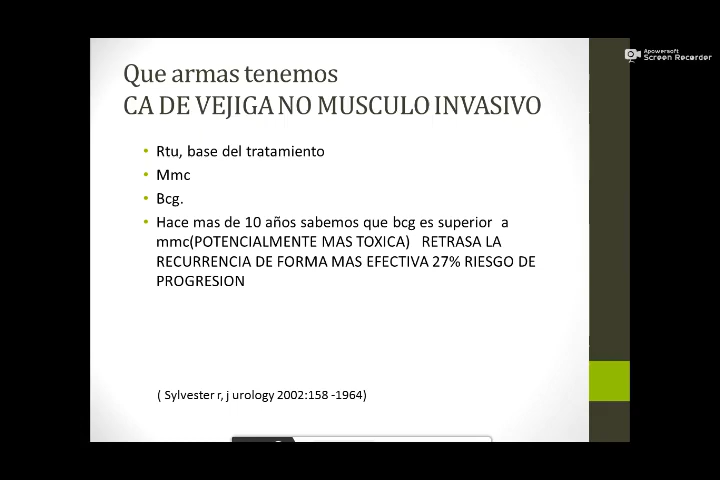 Apowersoft
Screen Recorder
Que armas tenemos
CA DE VEJIGA NO MUSCULO INVASIVO
• Rtu, base del tratamiento
• Mmc
• Bcg.
• Hace mas de 10 años sabemos que bcg es superior a
mmc(POTENCIALMENTE MAS TOXICA) RETRASA LA
RECURRENCIA DE FORMA MAS EFECTIVA 27% RIESGO DE
PROGRESION
( Sylvester r, j urology 2002:158 -1964)